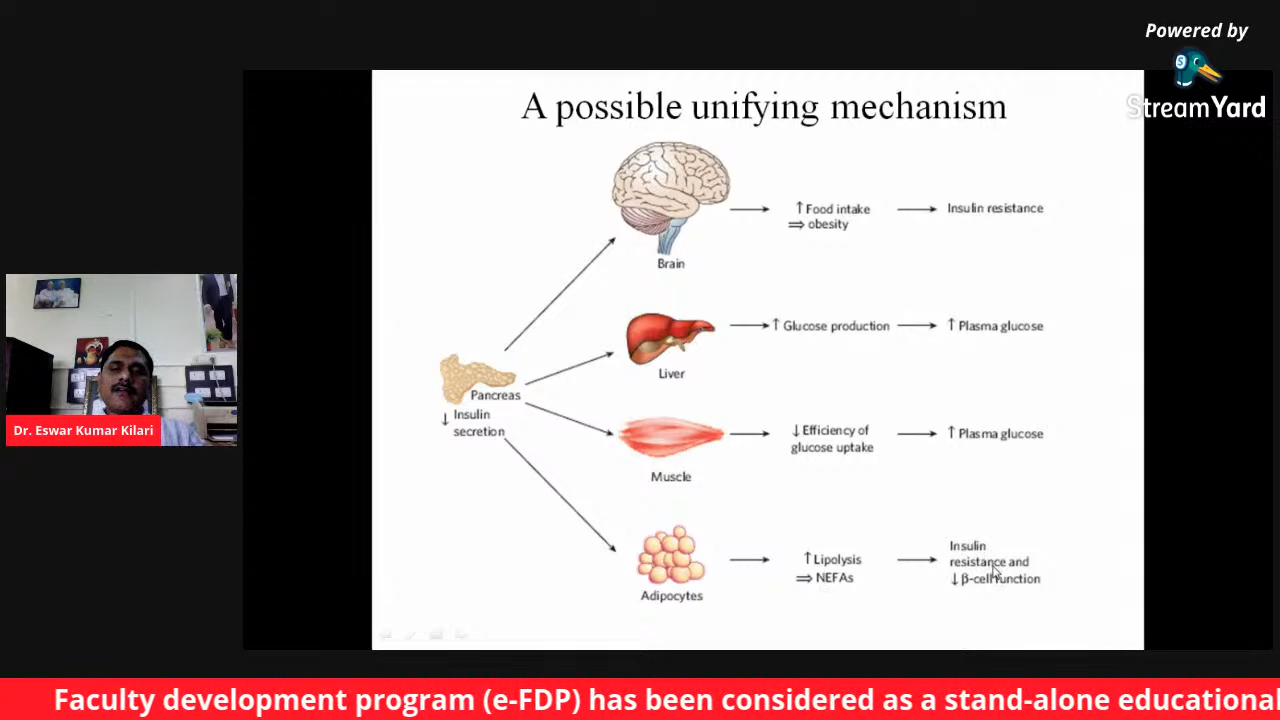 Powered by
StreamYard
A possible unifying mechanism
Brain
↑ Food intake
⇒ obesity
Insulin resistance
Liver
↑ Glucose production
↑ Plasma glucose
Pancreas
↓ Insulin
secretion
Muscle
↓ Efficiency of
glucose uptake
↑ Plasma glucose
Adipocytes
↑ Lipolysis
⇒ NEFAs
Insulin
resistance and
↓ β-cell function
Dr. Eswar Kumar Kilari
Faculty development program (e-FDP) has been considered as a stand-alone educational